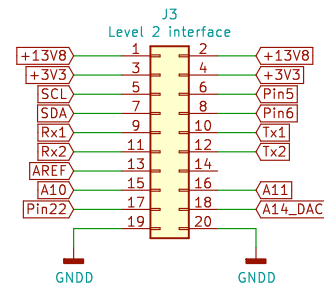 J3
Level 2 interface
+13V8 1 2 +13V8
+3V3 3 4 +3V3
SCL 5 6 Pin5
SDA 7 8 Pin6
Rx1 9 10 Tx1
Rx2 11 12 Tx2
AREF 13 14
A10 15 16 A11
Pin22 17 18 A14_DAC
19 20
GNDD GNDD